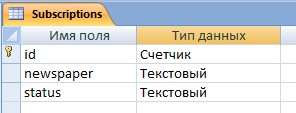 Subscriptions
Имя поля Тип данных
id Счетчик
newspaper Текстовый
status Текстовый